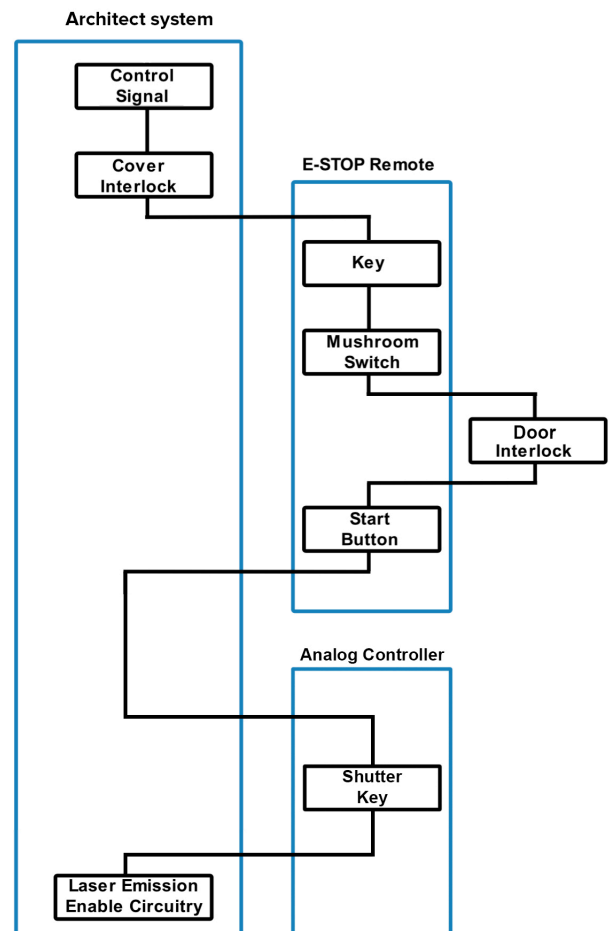 Architect system
Control
Signal
Cover
Interlock
E-STOP Remote
Key
Mushroom
Switch
Door
Interlock
Start
Button
Analog Controller
Shutter
Key
Laser Emission
Enable Circuitry